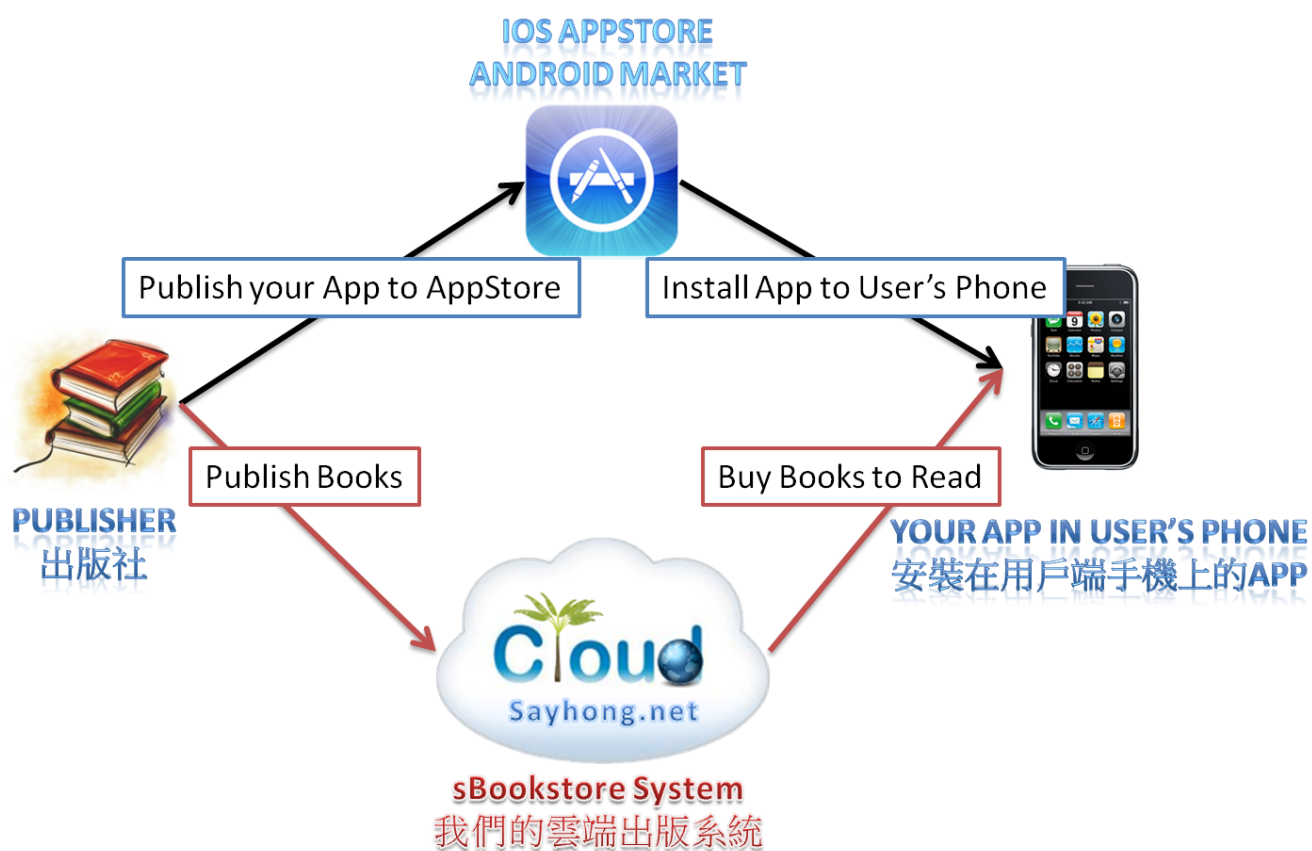 IOS APPSTORE
ANDROID MARKET
Publish your App to AppStore
Install App to User's Phone
Publish Books
Buy Books to Read
PUBLISHER
出版社
YOUR APP IN USER'S PHONE
安裝在用戶端手機上的APP
Cloud
Sayhong.net
sBookstore System
我們的雲端出版系統